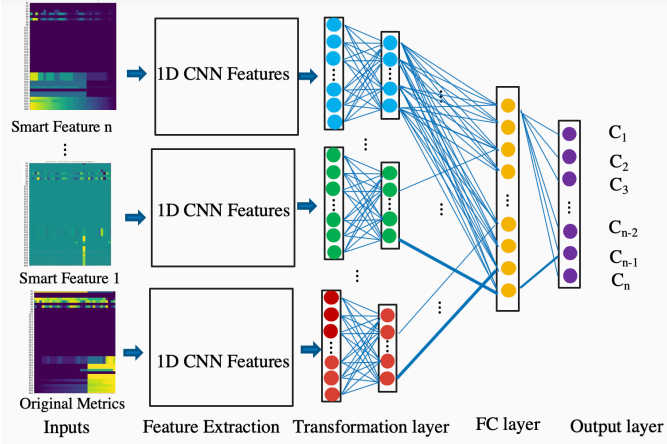 1D CNN Features
Smart Feature n
1D CNN Features
Smart Feature 1
1D CNN Features
Original Metrics
C1
C2
C3
Cn-2
Cn-1
Cn
Inputs
Feature Extraction
Transformation layer
FC layer
Output layer